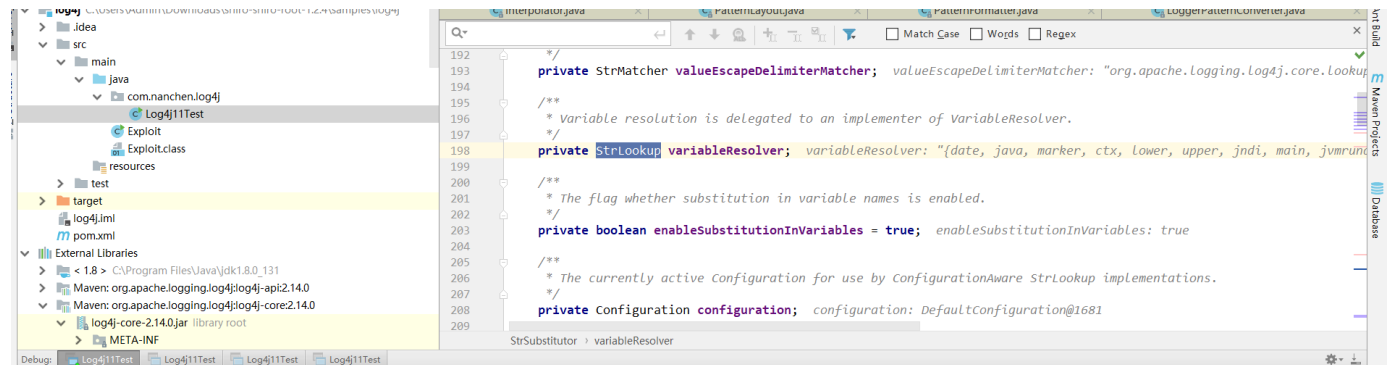 log4j C:\Users\Admin\Downloads\shiro-shiro-root-1.2.4\samples\log4j
.idea
src
main
java
com.nanchen.log4j
Log4j11Test
Exploit
Exploit.class
resources
test
target
log4j.iml
pom.xml
External Libraries
< 1.8 > C:\Program Files\Java\jdk1.8.0_131
Maven: org.apache.logging.log4j:log4j-api:2.14.0
Maven: org.apache.logging.log4j:log4j-core:2.14.0
log4j-core-2.14.0.jar library root
META-INF
Interpolator.java PatternLayout.java PatternFormatter.java LoggerPatternConverter.java
Match Case Words Regex
192 */
193 private StrMatcher valueEscapeDelimiterMatcher; valueEscapeDelimiterMatcher: "org.apache.logging.log4j.core.lookup
194
195 /**
196 * Variable resolution is delegated to an implementer of VariableResolver.
197 */
198 private StrLookup variableResolver; variableResolver: "{date, java, marker, ctx, lower, upper, jndi, main, jvmrun
199
200 /**
201 * The flag whether substitution in variable names is enabled.
202 */
203 private boolean enableSubstitutionInVariables = true; enableSubstitutionInVariables: true
204
205 /**
206 * The currently active Configuration for use by ConfigurationAware StrLookup implementations.
207 */
208 private Configuration configuration; configuration: DefaultConfiguration@1681
209
StrSubstitutor › variableResolver
Ant Build
Maven Projects
Database
Debug: Log4j11Test Log4j11Test Log4j11Test Log4j11Test